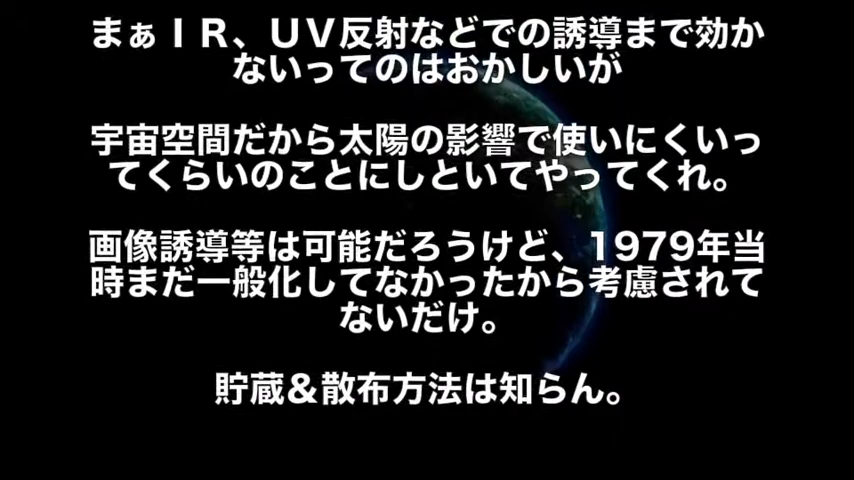 まぁＩＲ、ＵＶ反射などでの誘導まで効か
ないってのはおかしいが
宇宙空間だから太陽の影響で使いにくいっ
てくらいのことにしといてやってくれ。
画像誘導等は可能だろうけど、1979年当
時まだ一般化してなかったから考慮されて
ないだけ。
貯蔵＆散布方法は知らん。